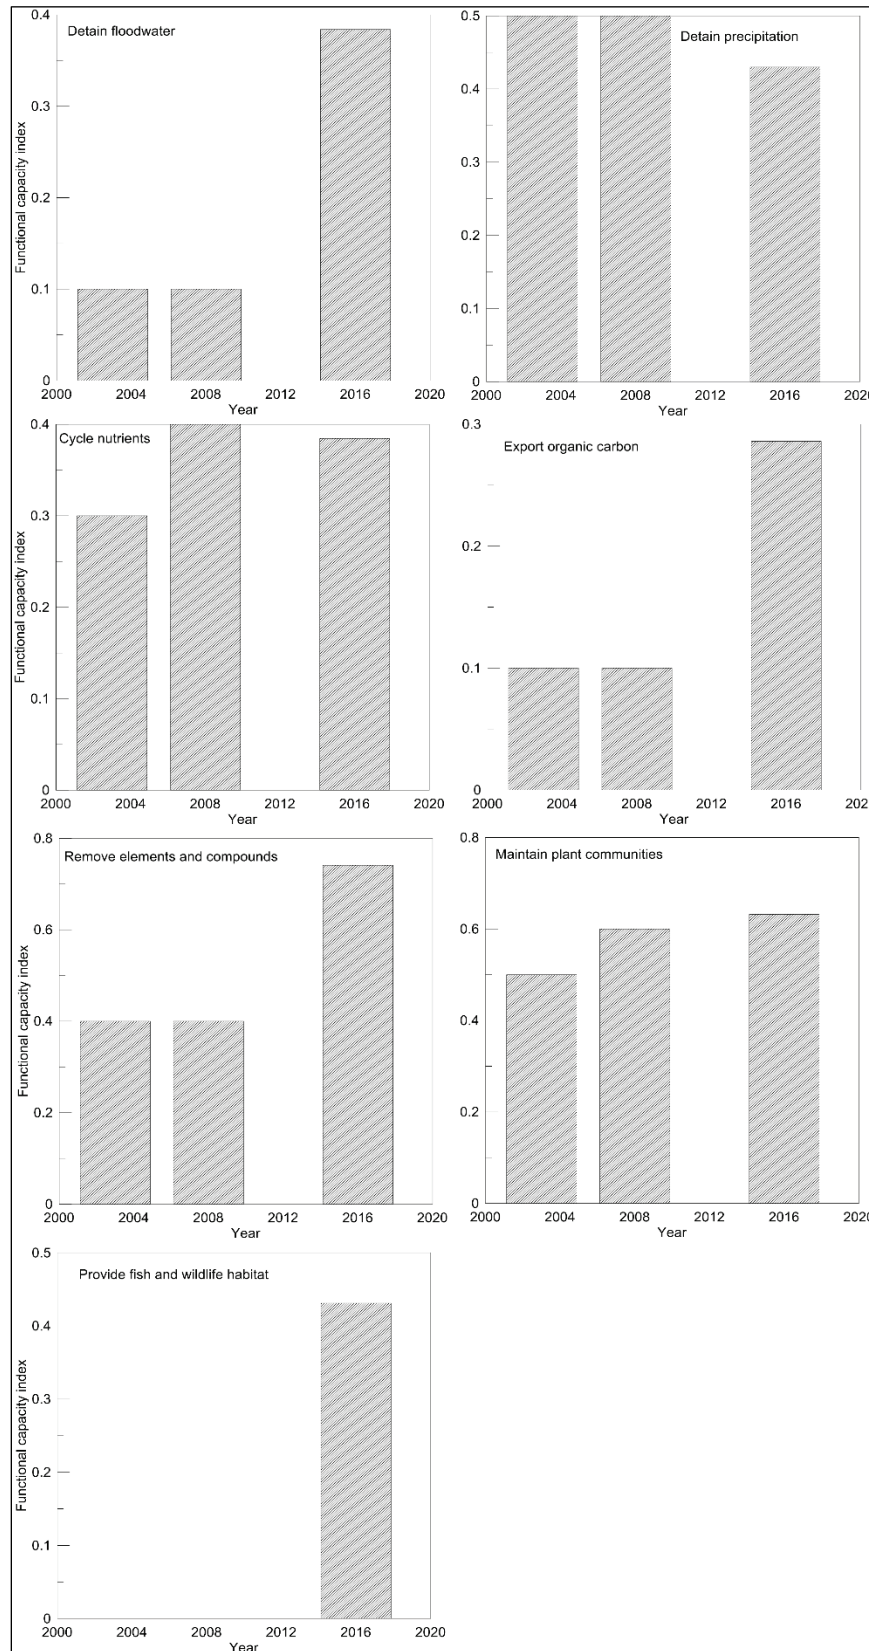 Detain floodwater
Functional capacity index
0.4
0.3
0.2
0.1
0
2000 2004 2008 2012 2016 2020
Year
Detain precipitation
0.5
0.4
0.3
0.2
0.1
0
2000 2004 2008 2012 2016 2020
Year
Cycle nutrients
Functional capacity index
0.4
0.3
0.2
0.1
0
2000 2004 2008 2012 2016 2020
Year
Export organic carbon
0.3
0.2
0.1
0
2000 2004 2008 2012 2016 202
Year
Remove elements and compounds
Functional capacity index
0.8
0.6
0.4
0.2
0
2000 2004 2008 2012 2016 2020
Year
Maintain plant communities
0.8
0.6
0.4
0.2
0
2000 2004 2008 2012 2016 2020
Year
Provide fish and wildlife habitat
Functional capacity index
0.5
0.4
0.3
0.2
0.1
0
2000 2004 2008 2012 2016 2020
Year